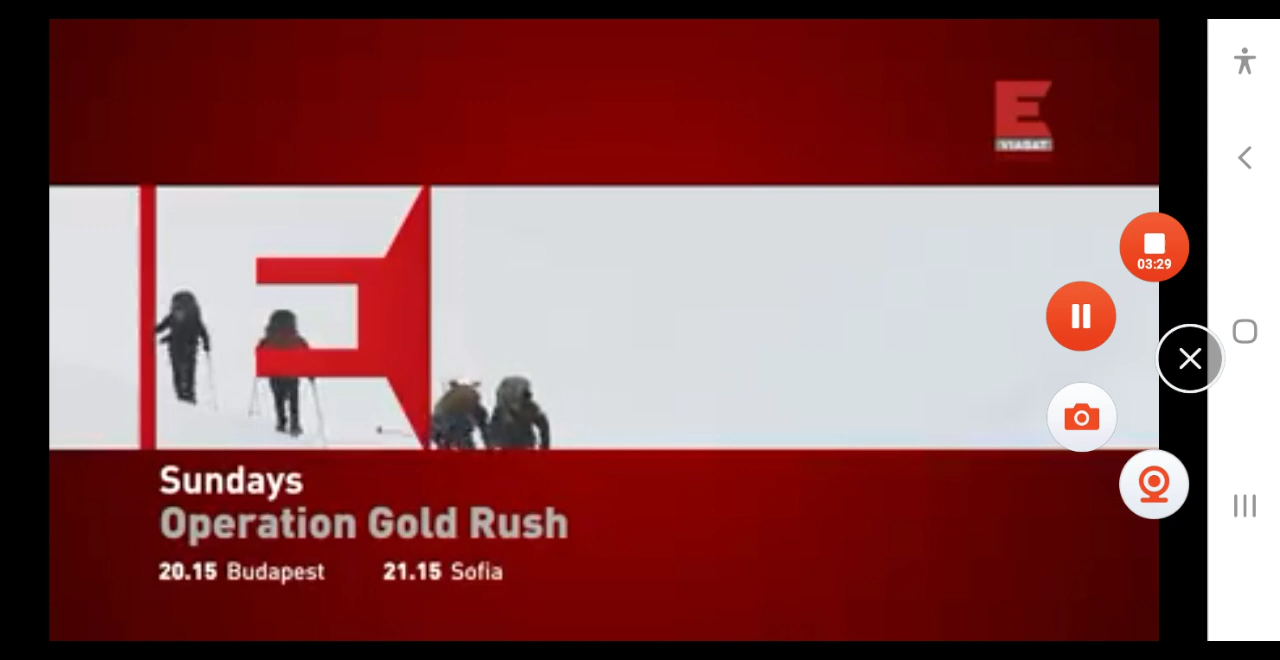 E
VIASAT
03:29
E
Sundays
Operation Gold Rush
20.15 Budapest 21.15 Sofia